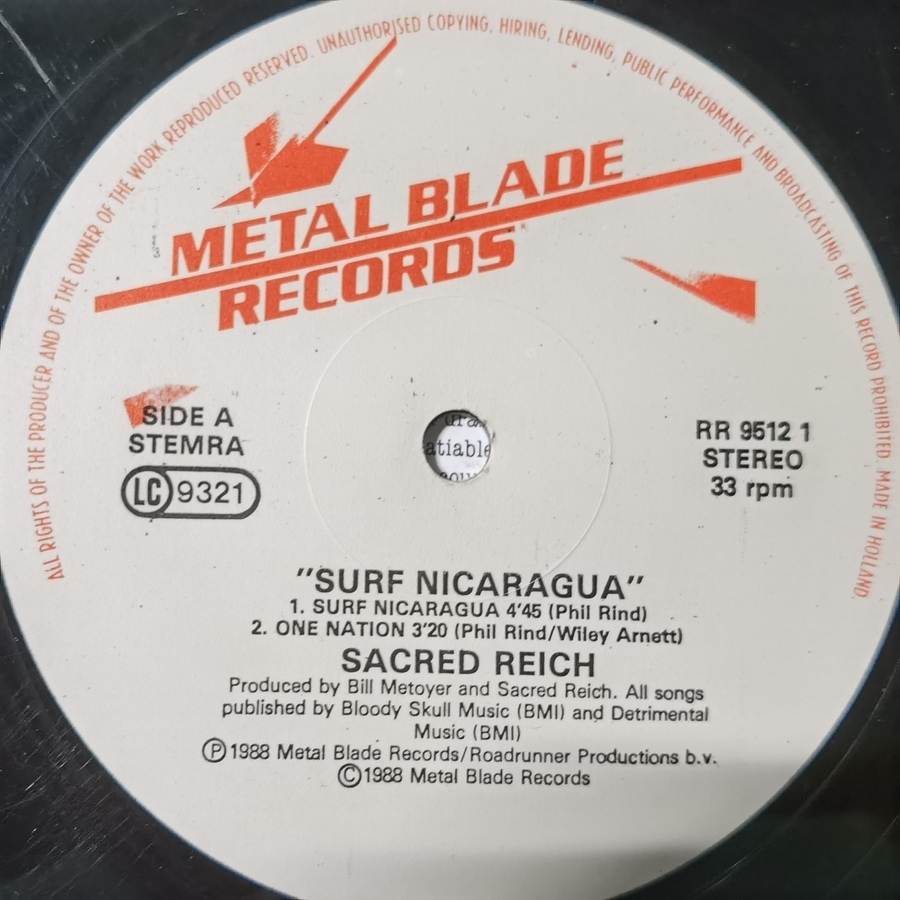 ALL RIGHTS OF THE PRODUCER AND OF THE OWNER OF THE WORK REPRODUCED RESERVED. UNAUTHORISED COPYING, HIRING, LENDING, PUBLIC PERFORMANCE AND BROADCASTING OF THIS RECORD PROHIBITED. MADE IN HOLLAND.
METAL BLADE
RECORDS
SIDE A
STEMRA
LC 9321
atiable
RR 9512 1
STEREO
33 rpm
"SURF NICARAGUA"
1. SURF NICARAGUA 4'45 (Phil Rind)
2. ONE NATION 3'20 (Phil Rind/Wiley Arnett)
SACRED REICH
Produced by Bill Metoyer and Sacred Reich. All songs
published by Bloody Skull Music (BMI) and Detrimental
Music (BMI)
Ⓟ1988 Metal Blade Records/Roadrunner Productions b.v.
©1988 Metal Blade Records